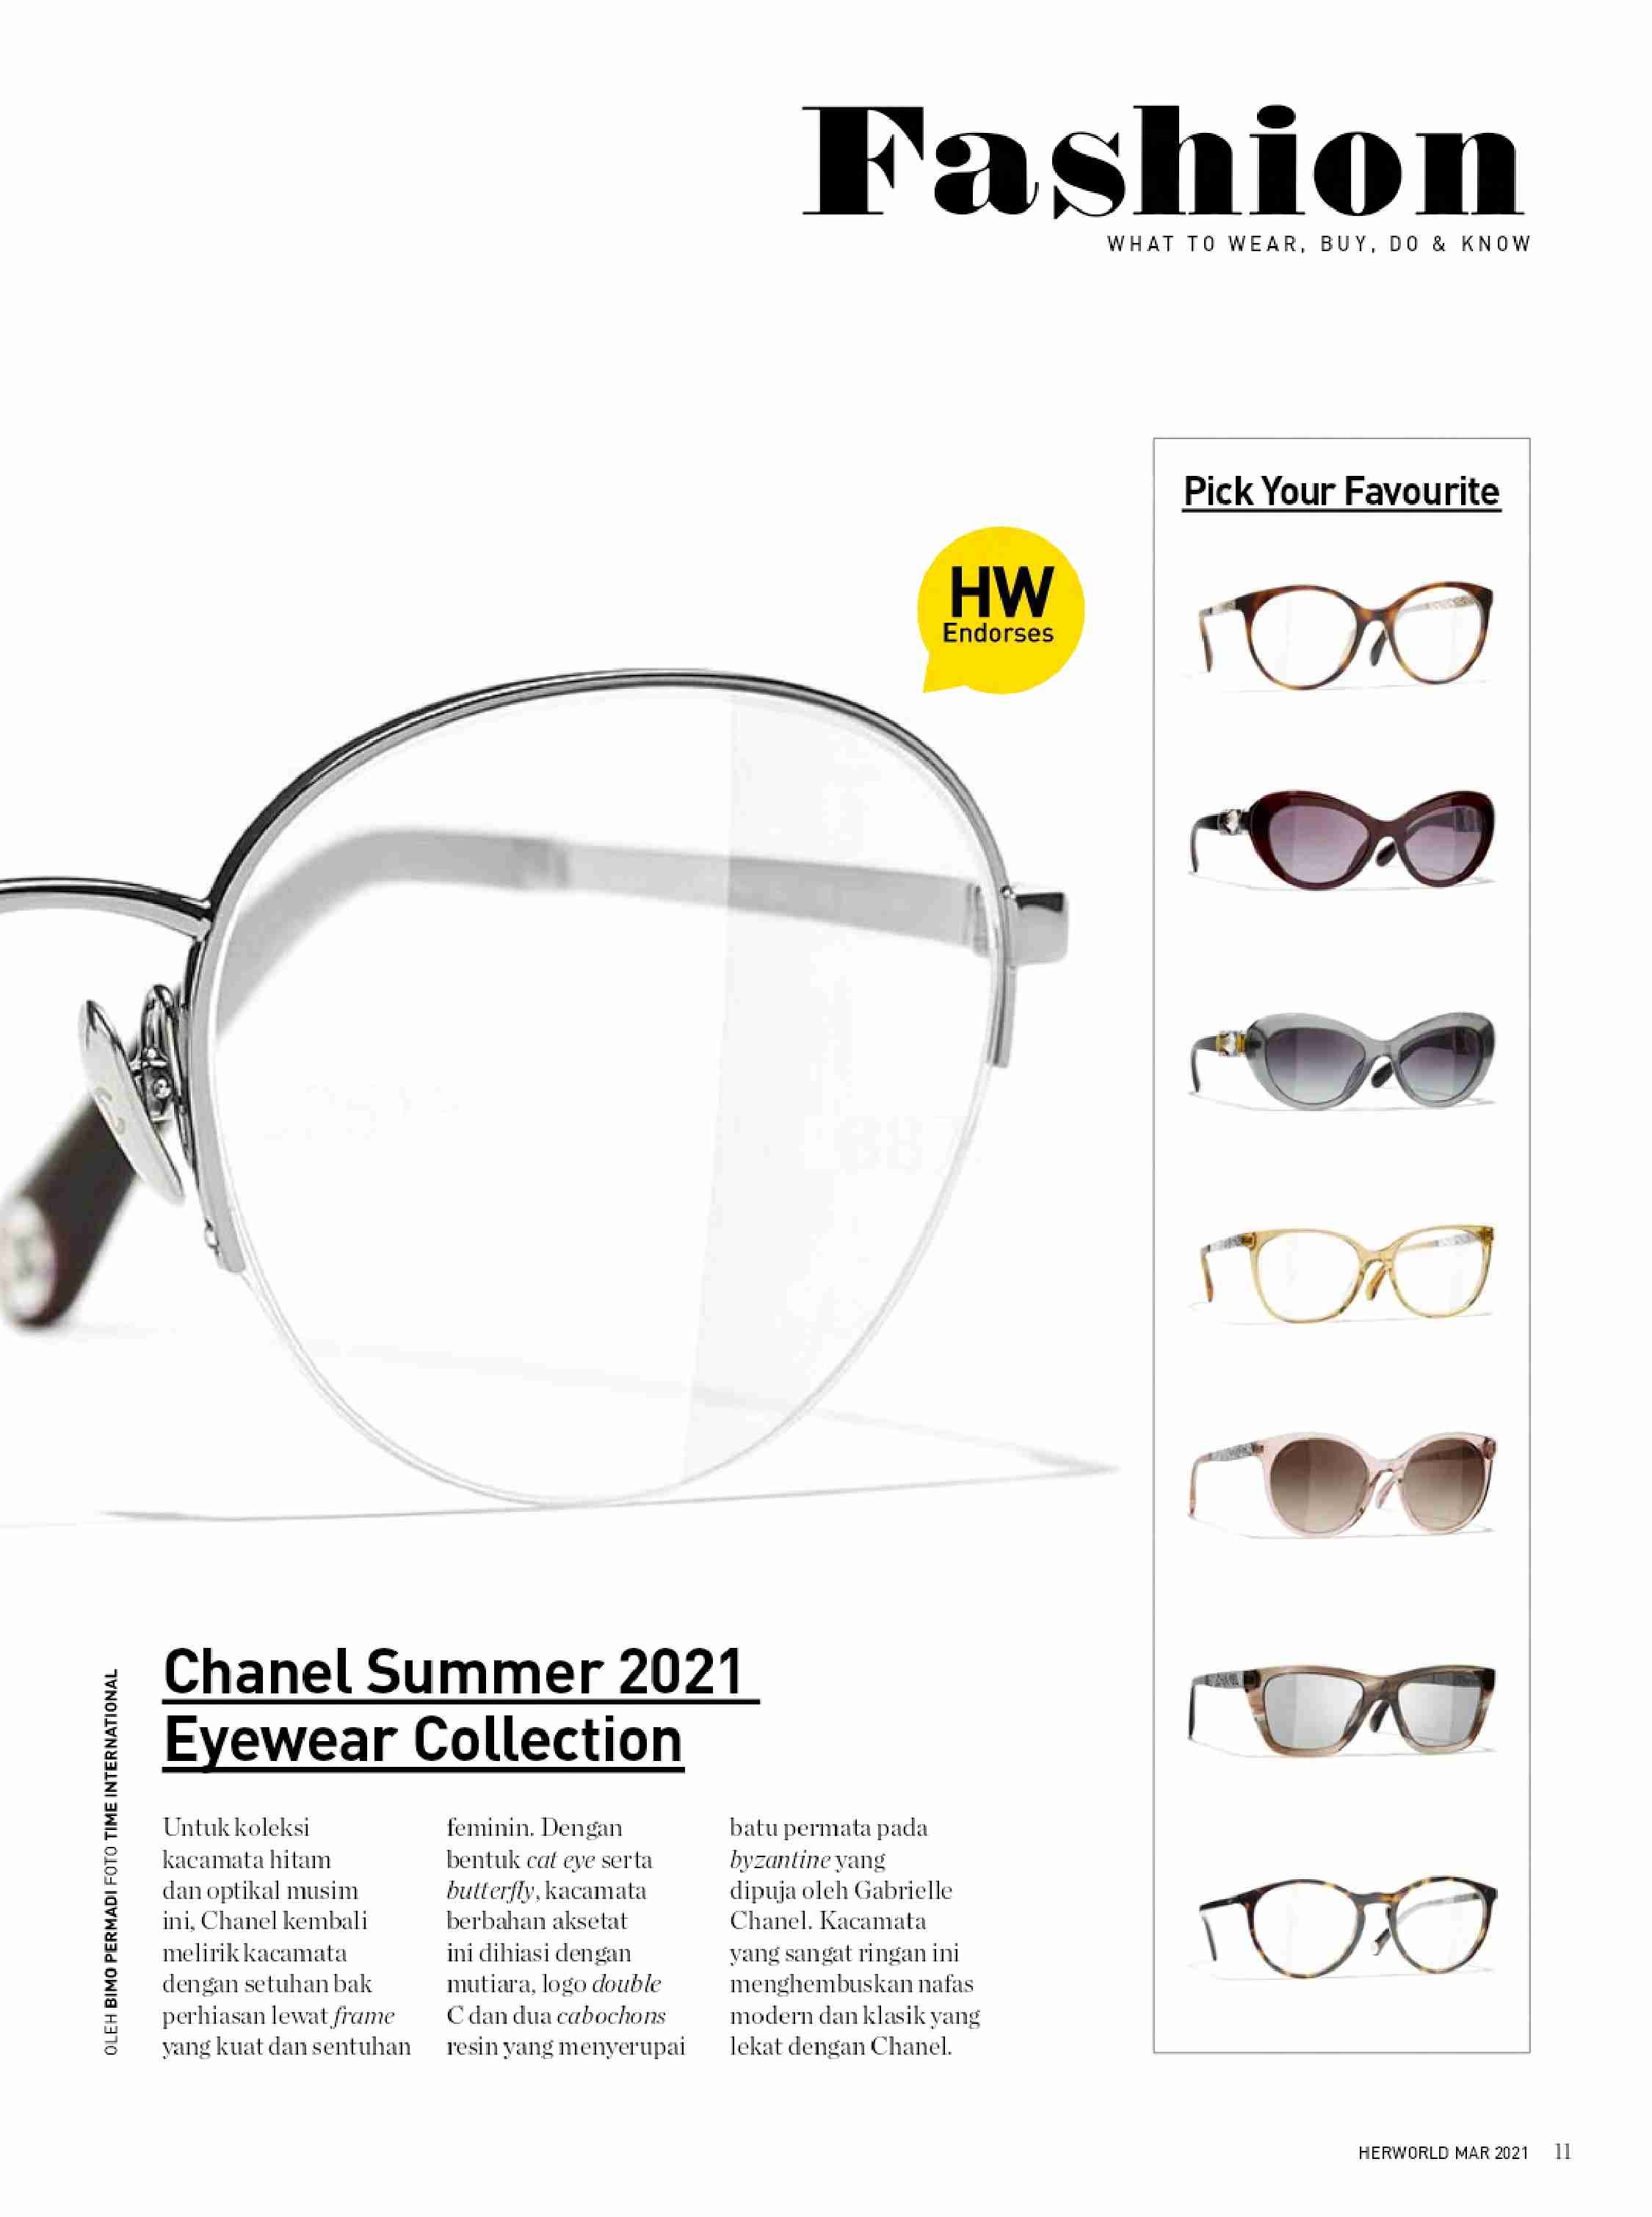 Fashion
WHAT TO WEAR, BUY, DO & KNOW
Pick Your Favourite
HW
Endorses
Chanel Summer 2021
Eyewear Collection
OLEH BIMO PERMADI FOTO TIME INTERNATIONAL
Untuk koleksi
kacamata hitam
dan optikal musim
ini, Chanel kembali
melirik kacamata
dengan setuhan bak
perhiasan lewat frame
yang kuat dan sentuhan
feminin. Dengan
bentuk cat eye serta
butterfly, kacamata
berbahan aksetat
ini dihiasi dengan
mutiara, logo double
C dan dua cabochons
resin yang menyerupai
batu permata pada
byzantine yang
dipuja oleh Gabrielle
Chanel. Kacamata
yang sangat ringan ini
menghembuskan nafas
modern dan klasik yang
lekat dengan Chanel.
HERWORLD MAR 2021 11